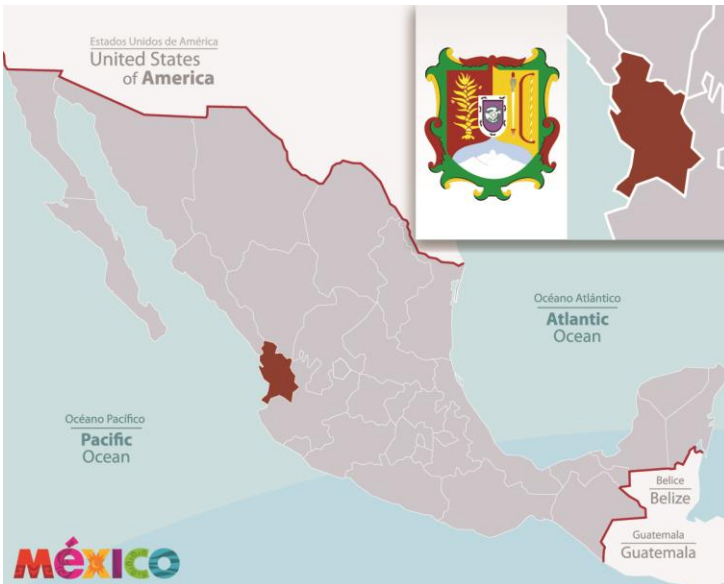 Estados Unidos de América
United States
of America
Océano Atlántico
Atlantic
Ocean
Océano Pacífico
Pacific
Ocean
Belice
Belize
Guatemala
Guatemala
México